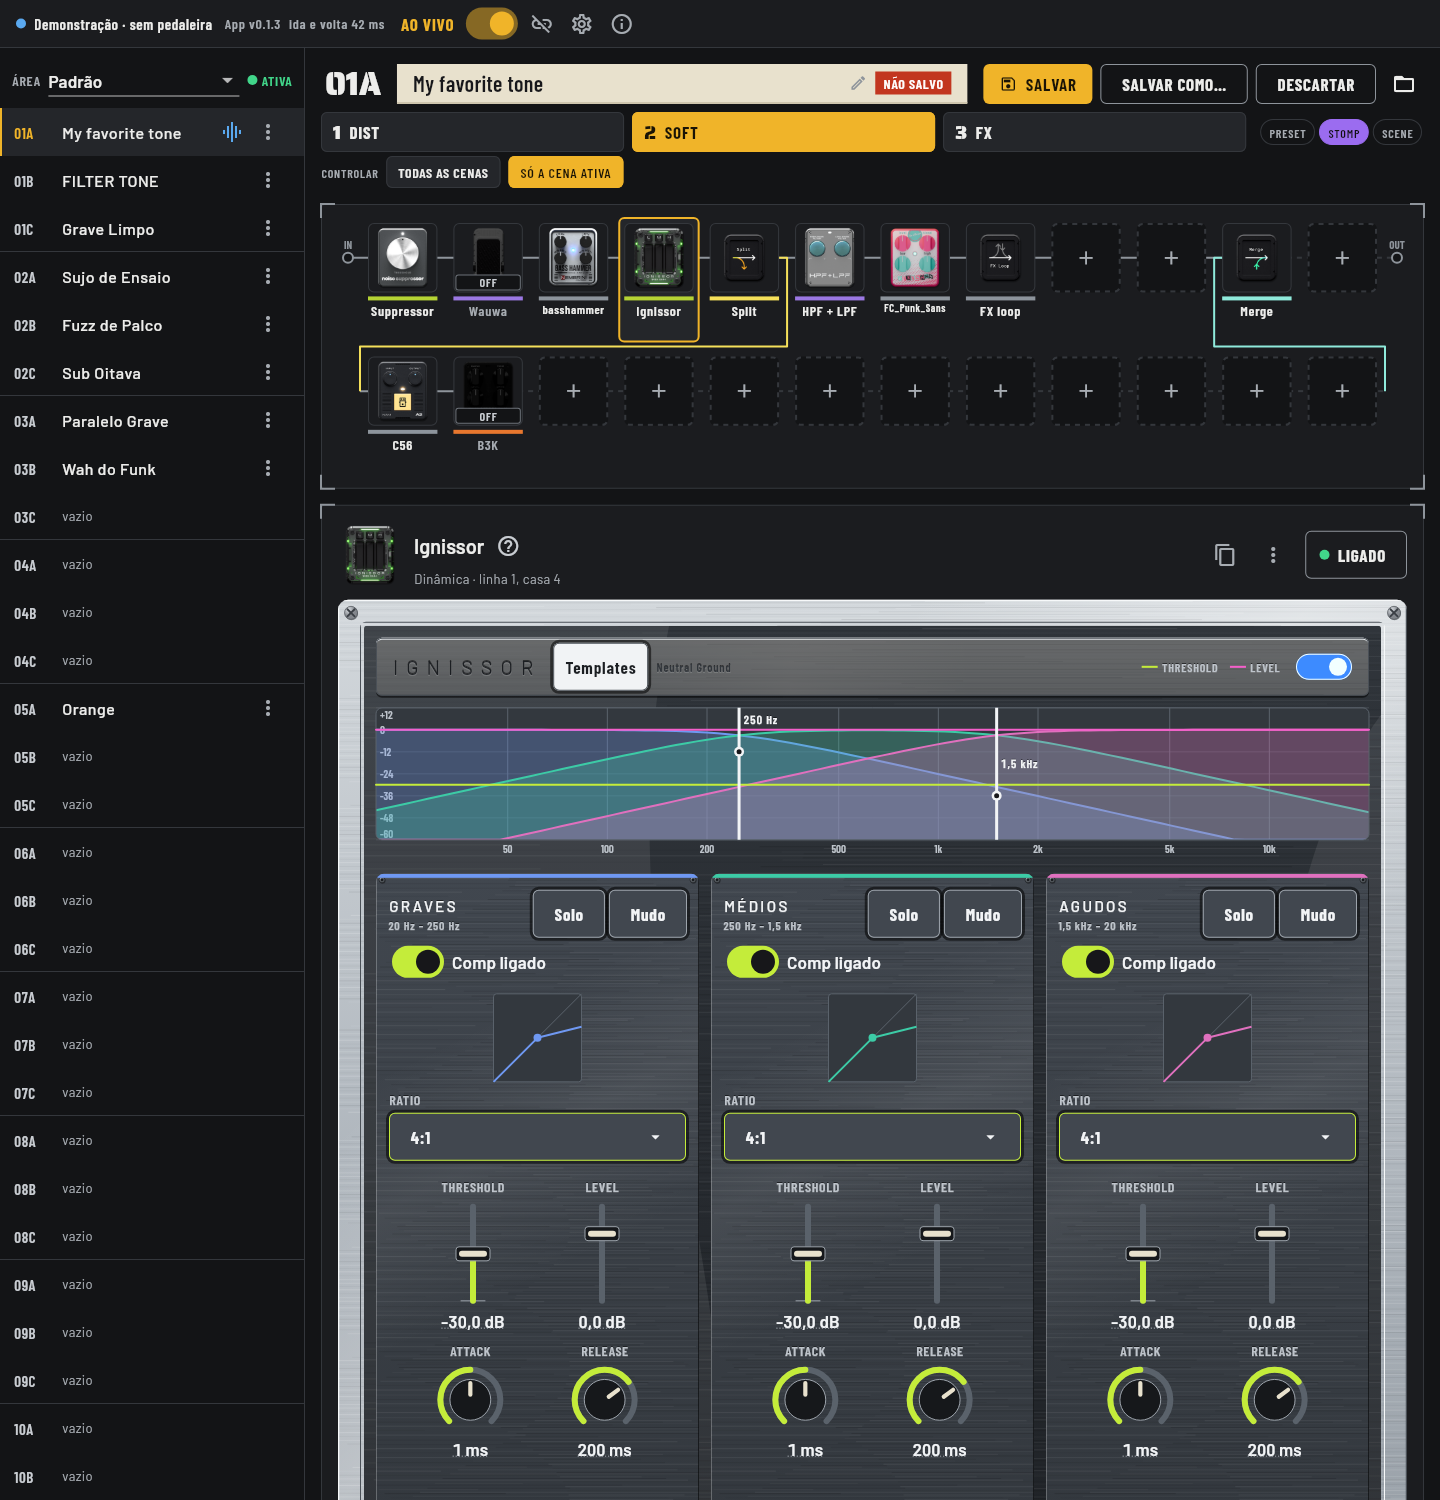 Demonstração · sem pedaleira App v0.1.3 Ida e volta 42 ms AO VIVO
ÁREA Padrão ATIVA
01A My favorite tone
01B FILTER TONE
01C Grave Limpo
02A Sujo de Ensaio
02B Fuzz de Palco
02C Sub Oitava
03A Paralelo Grave
03B Wah do Funk
03C vazio
04A vazio
04B vazio
04C vazio
05A Orange
05B vazio
05C vazio
06A vazio
06B vazio
06C vazio
07A vazio
07B vazio
07C vazio
08A vazio
08B vazio
08C vazio
09A vazio
09B vazio
09C vazio
10A vazio
10B vazio
01A My favorite tone NÃO SALVO SALVAR SALVAR COMO... DESCARTAR
1 DIST 2 SOFT 3 FX PRESET STOMP SCENE
CONTROLAR TODAS AS CENAS SÓ A CENA ATIVA
IN OUT
OFF Split FX Loop Merge
HPF+LPF
Suppressor Wauwa basshammer Ignissor Split HPF + LPF FC_Punk_Sans FX loop Merge
OFF
C56 B3K
Ignissor
Dinâmica · linha 1, casa 4
LIGADO
IGNISSOR Templates Neutral Ground THRESHOLD LEVEL
+12
0
-12
-24
-36
-48
-60
250 Hz
1,5 kHz
50 100 200 500 1k 2k 5k 10k
GRAVES
20 Hz – 250 Hz
Solo Mudo
Comp ligado
RATIO
4:1
THRESHOLD LEVEL
-30,0 dB 0,0 dB
ATTACK RELEASE
1 ms 200 ms
MÉDIOS
250 Hz – 1,5 kHz
Solo Mudo
Comp ligado
RATIO
4:1
THRESHOLD LEVEL
-30,0 dB 0,0 dB
ATTACK RELEASE
1 ms 200 ms
AGUDOS
1,5 kHz – 20 kHz
Solo Mudo
Comp ligado
RATIO
4:1
THRESHOLD LEVEL
-30,0 dB 0,0 dB
ATTACK RELEASE
1 ms 200 ms